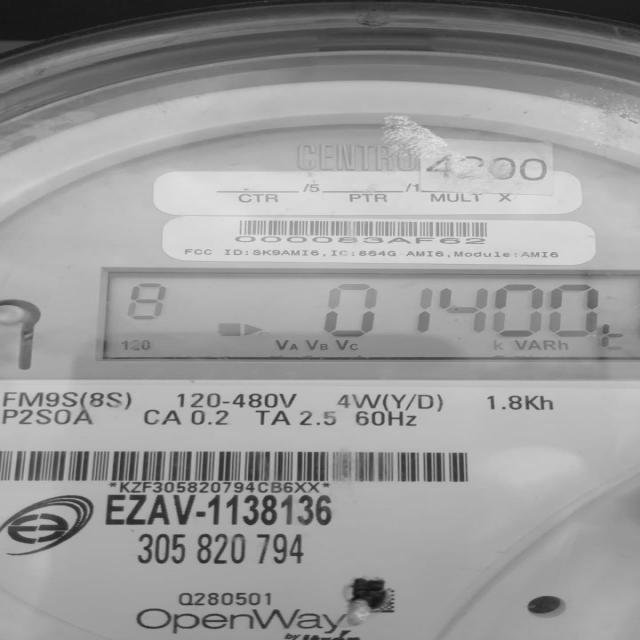 CENTRO 4200
/5 /1
CTR PTR MULT X
000083AF62
FCC ID:SK9AMI6,IC:864G AMI6,Module:AMI6
8 01400
120 VA VB VC k VARh
FM9S(8S) 120-480V 4W(Y/D) 1.8Kh
P2SOA CA 0.2 TA 2.5 60Hz
*KZF305820794CB6XX*
EZAV-1138136
305 820 794
Q280501
OpenWay
by